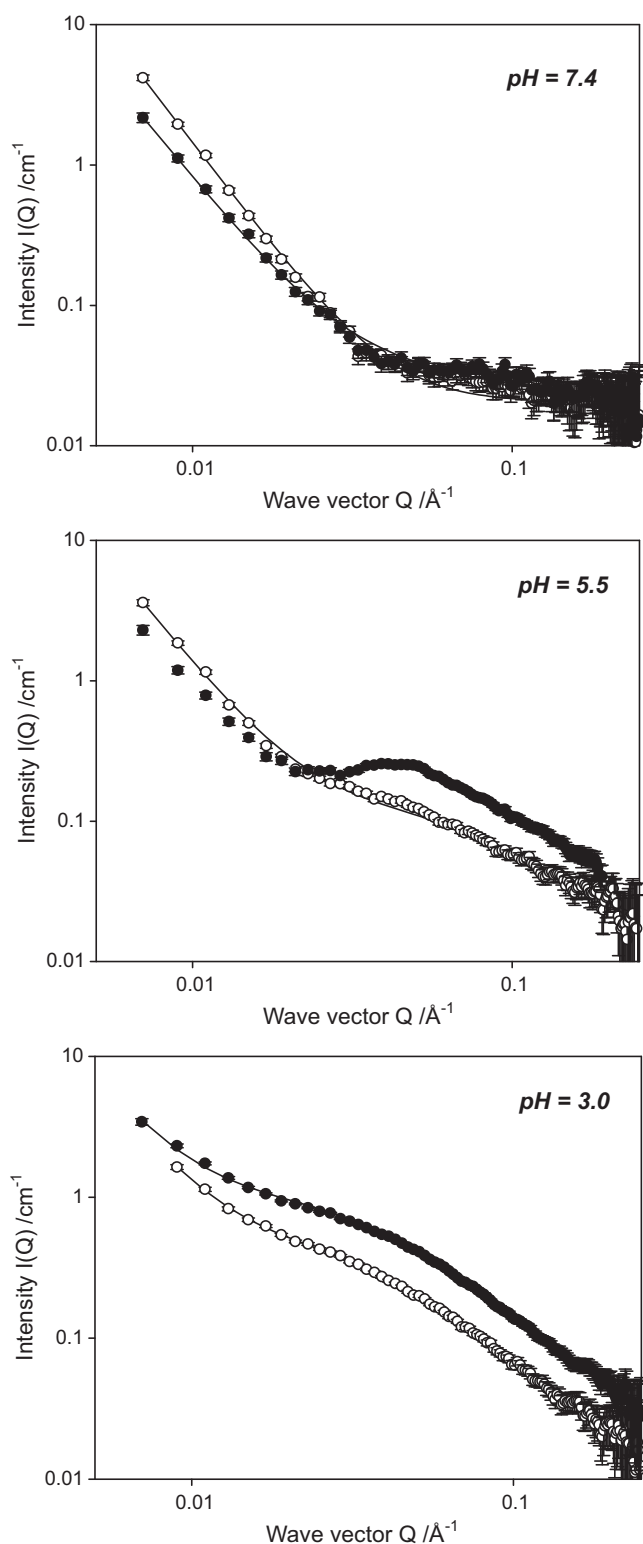 10
pH = 7.4
1
0.1
0.01
Intensity I(Q) /cm⁻¹
0.01
0.1
Wave vector Q /Å⁻¹
10
pH = 5.5
1
0.1
0.01
Intensity I(Q) /cm⁻¹
0.01
0.1
Wave vector Q /Å⁻¹
10
pH = 3.0
1
0.1
0.01
Intensity I(Q) /cm⁻¹
0.01
0.1
Wave vector Q /Å⁻¹